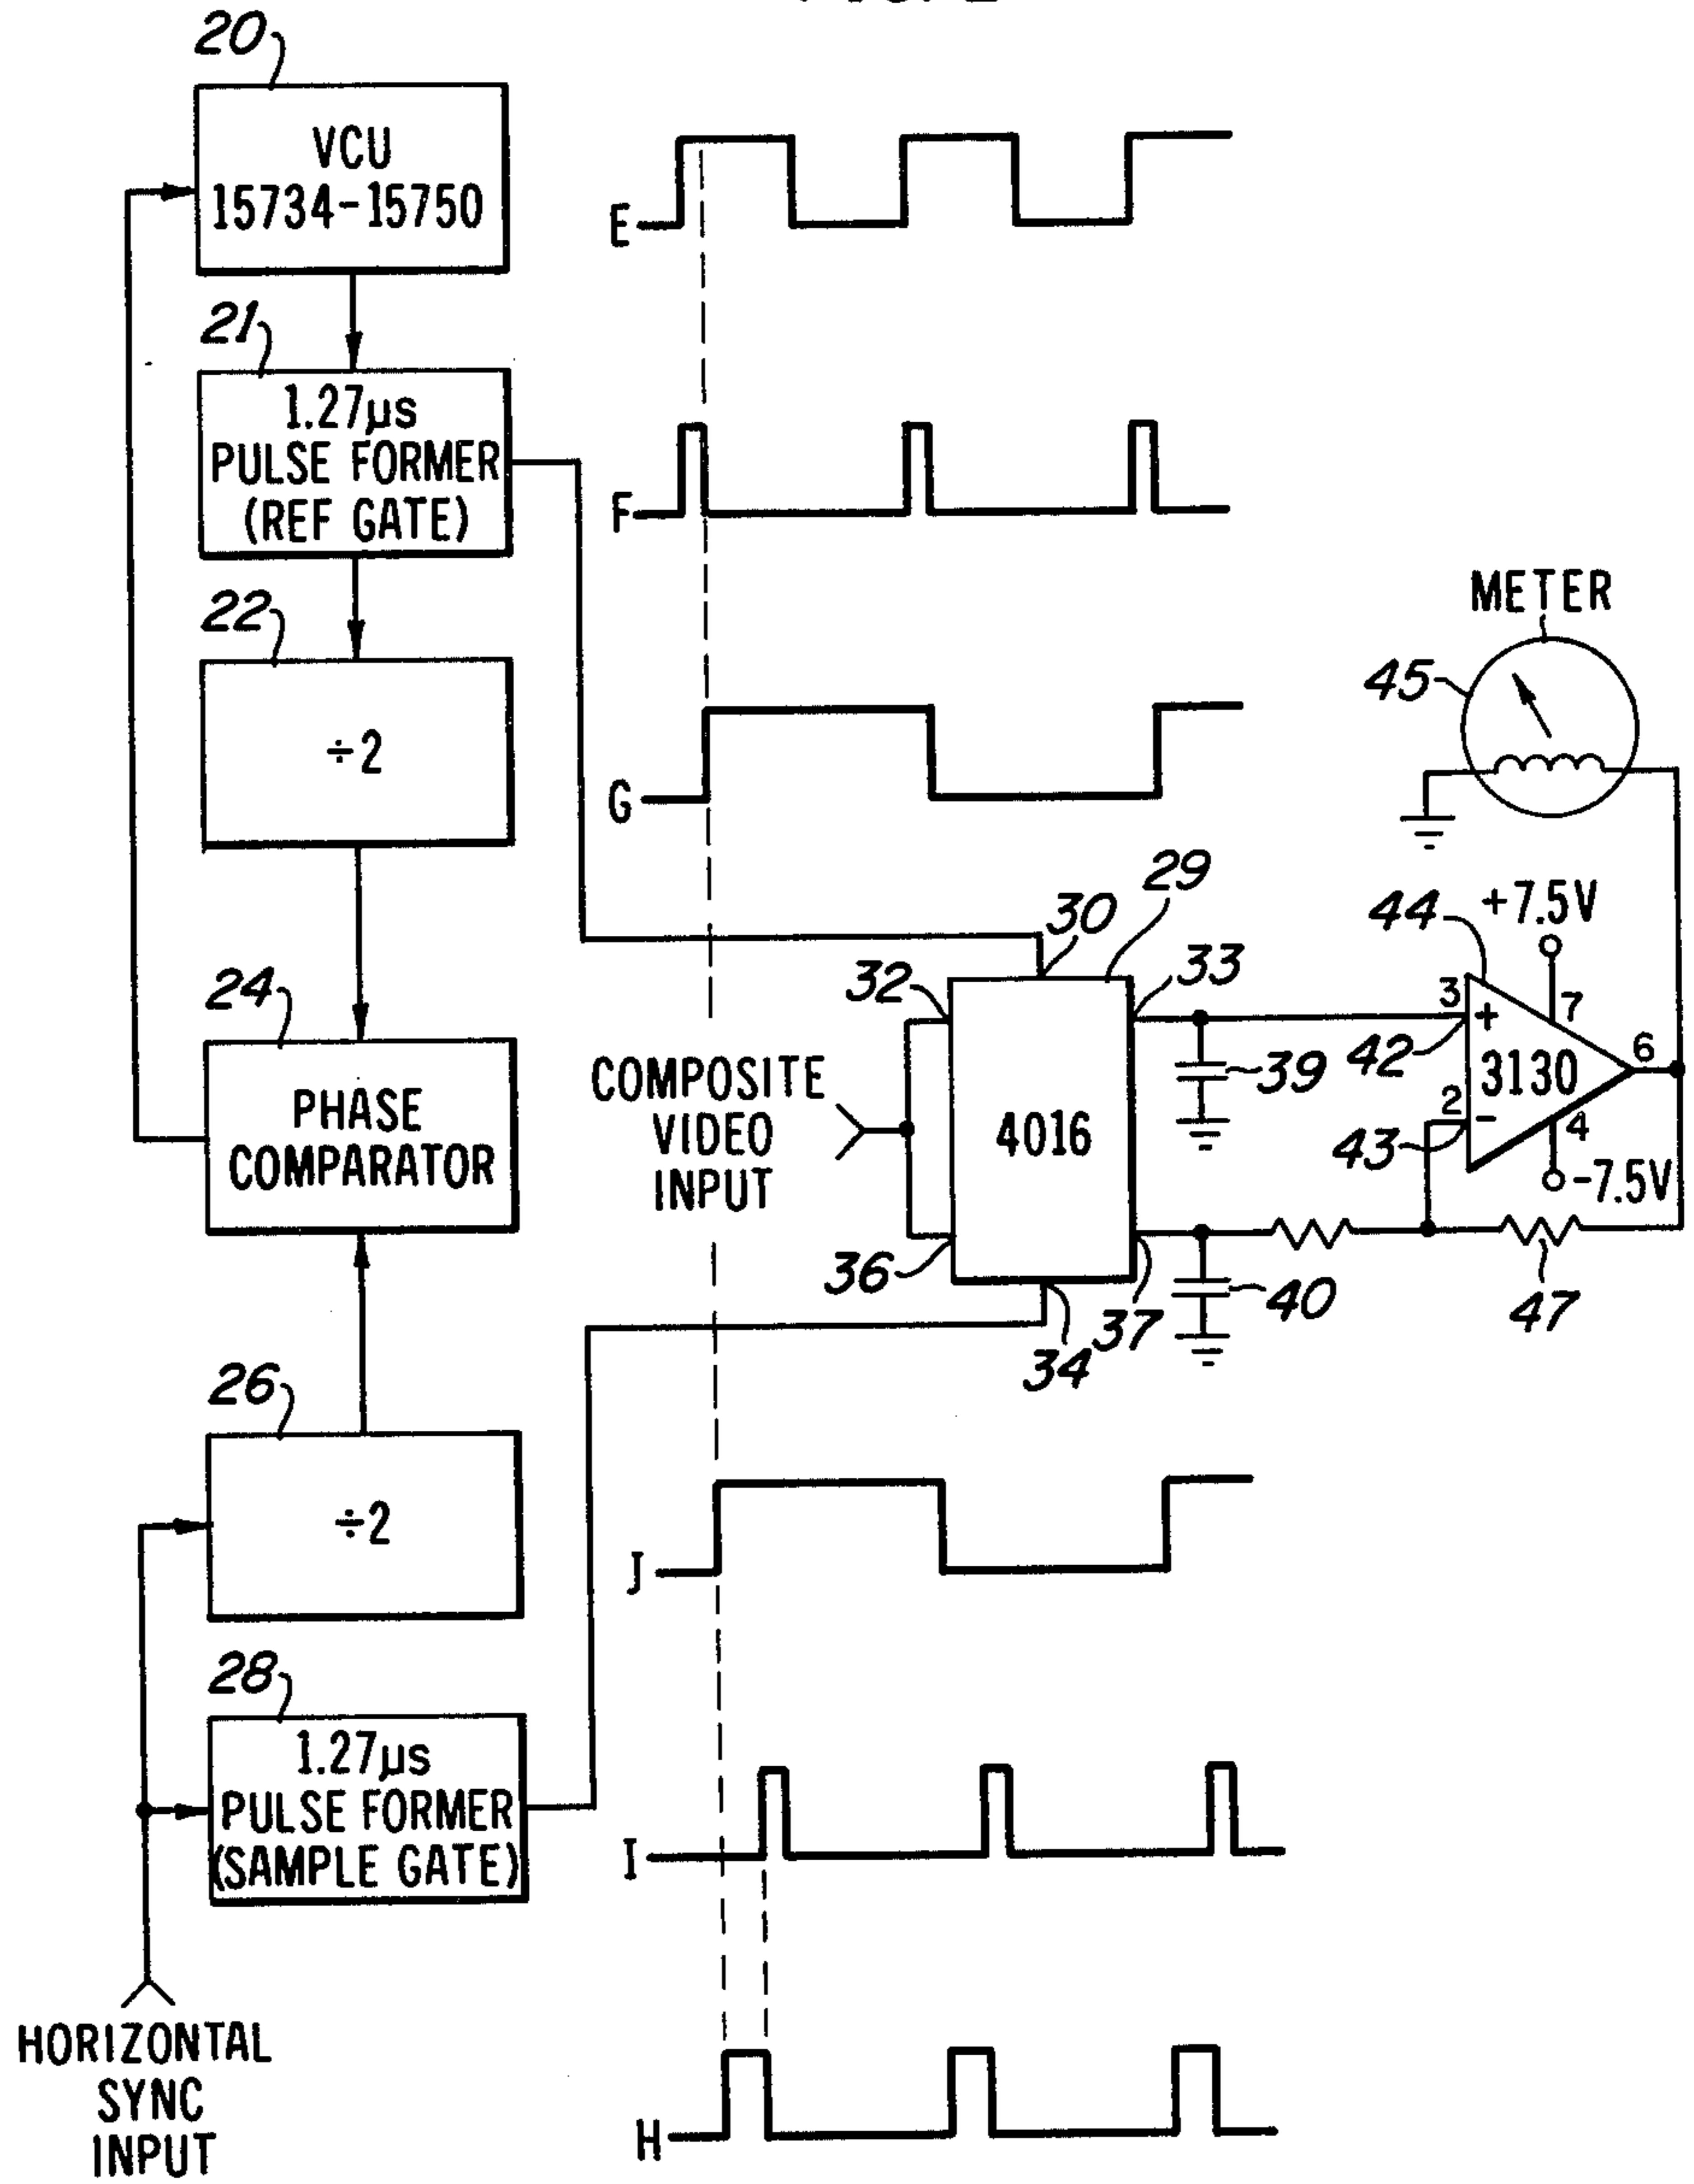 20
VCU
15734-15750
E
21
1.27µs
PULSE FORMER
(REF GATE)
F
22
÷2
G
METER
45
24
PHASE
COMPARATOR
COMPOSITE
VIDEO
INPUT
30
29
32
33
4016
36
37
34
39
40
44
+7.5V
3
+
7
42
3130
6
2
-
43
4
-7.5V
47
26
÷2
J
28
1.27µs
PULSE FORMER
(SAMPLE GATE)
I
HORIZONTAL
SYNC
INPUT
H